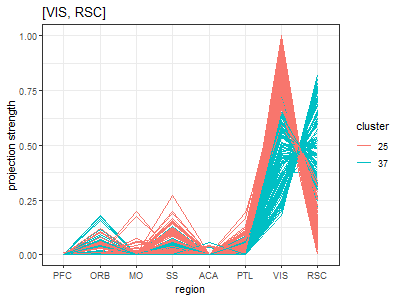 [VIS, RSC]
projection strength
1.00
0.75
0.50
0.25
0.00
PFC ORB MO SS ACA PTL VIS RSC
region
cluster
25
37